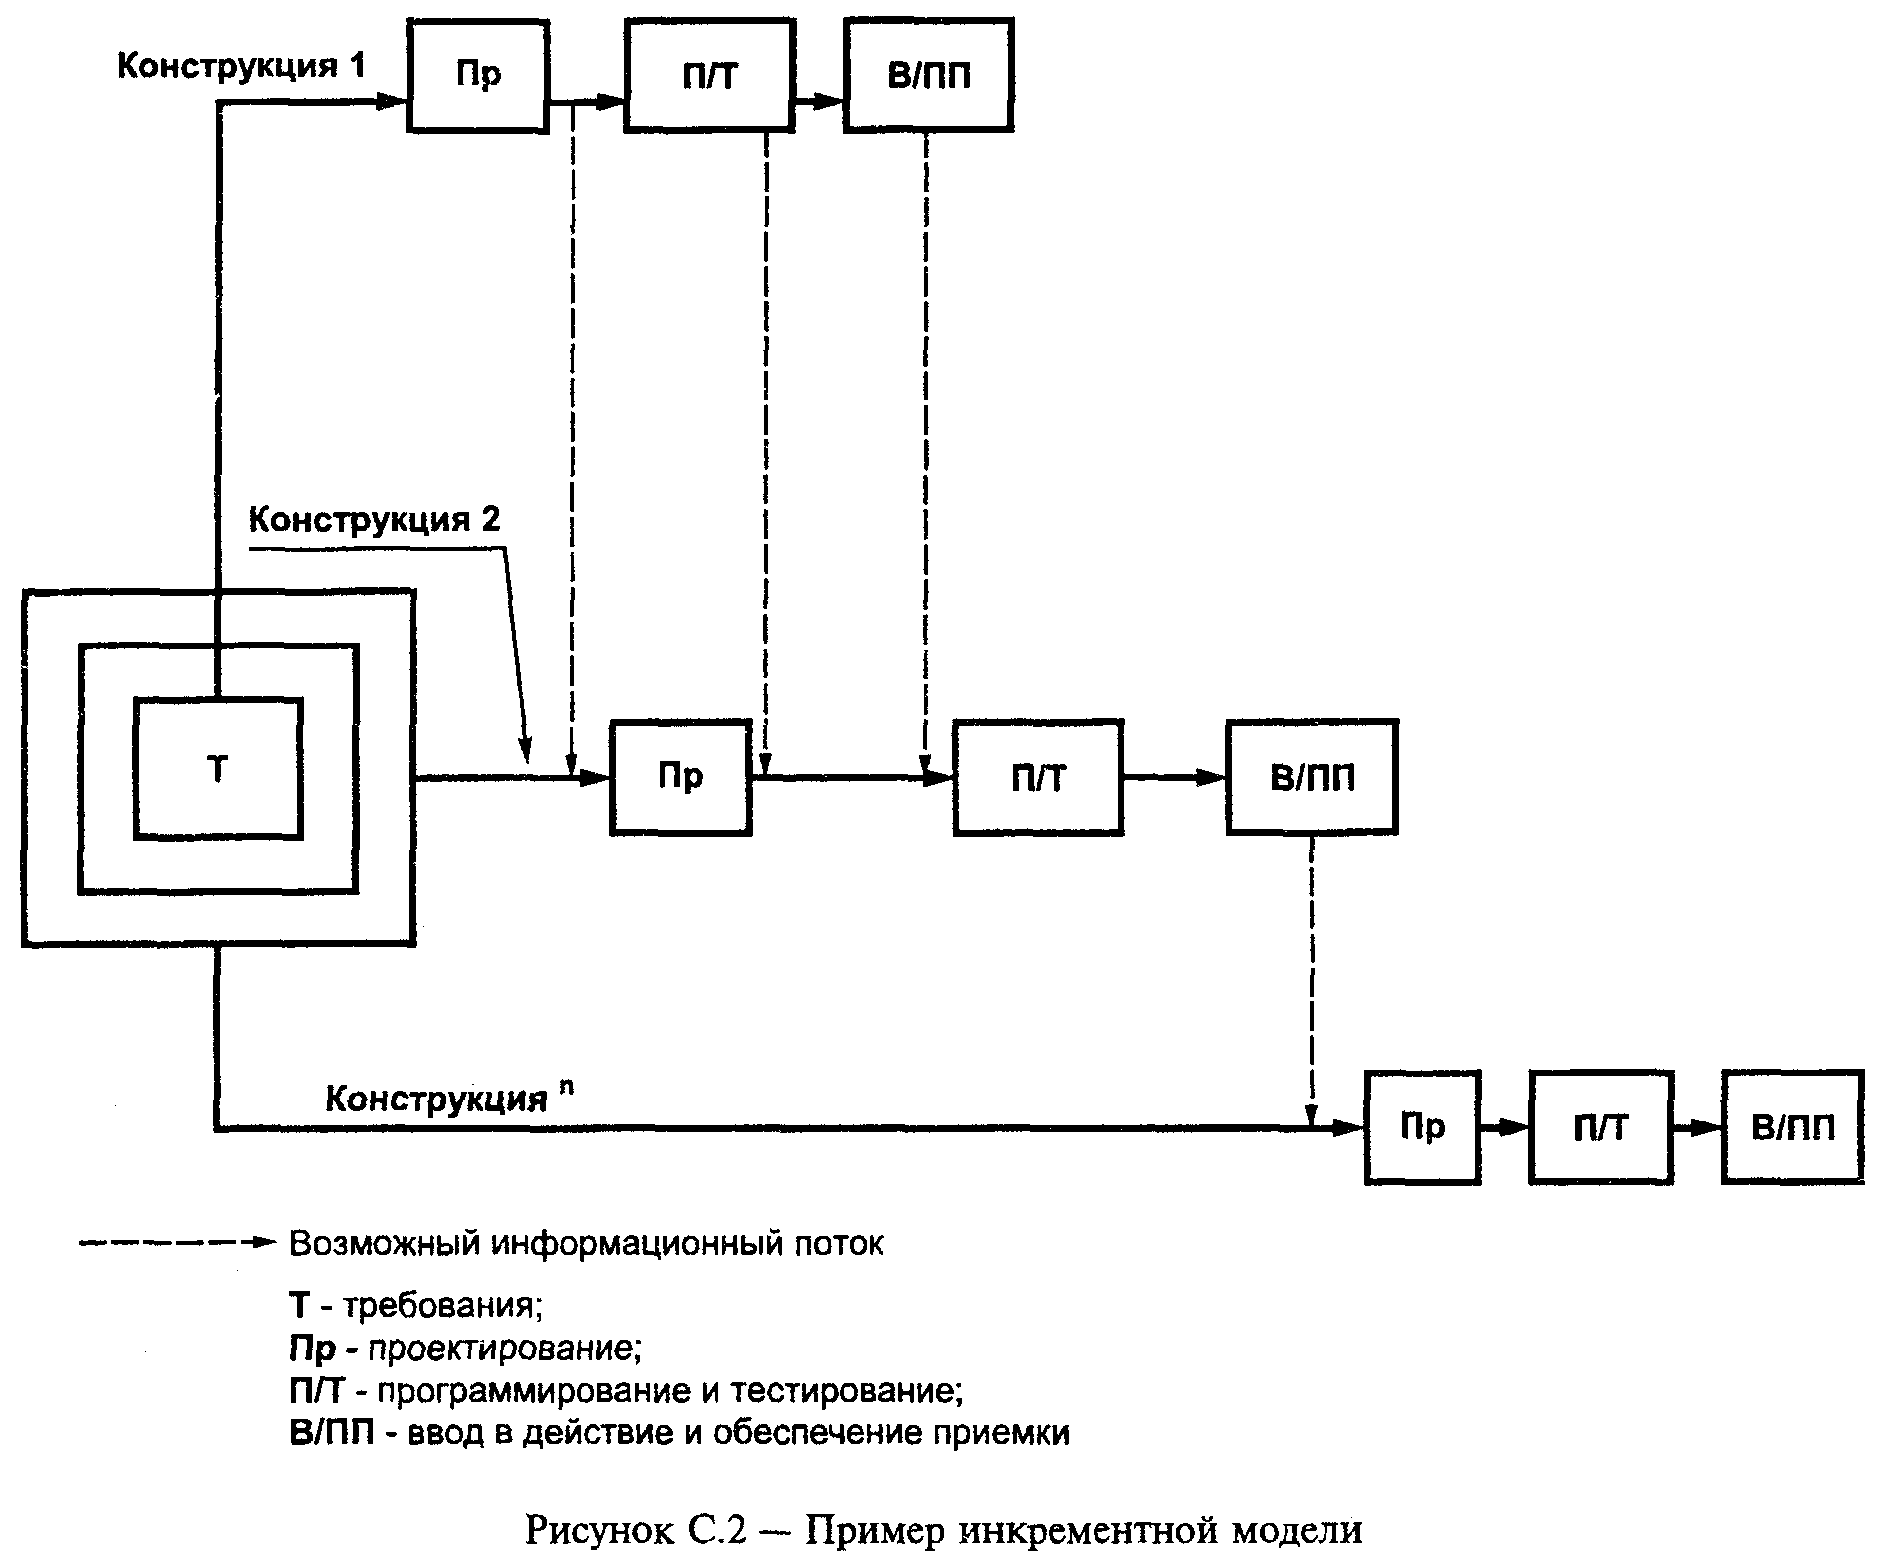 Конструкция 1
Пр
П/Т
В/ПП
Конструкция 2
Т
Пр
П/Т
В/ПП
Конструкция n
Пр
П/Т
В/ПП
Возможный информационный поток
Т - требования;
Пр - проектирование;
П/Т - программирование и тестирование;
В/ПП - ввод в действие и обеспечение приемки
Рисунок С.2 — Пример инкрементной модели